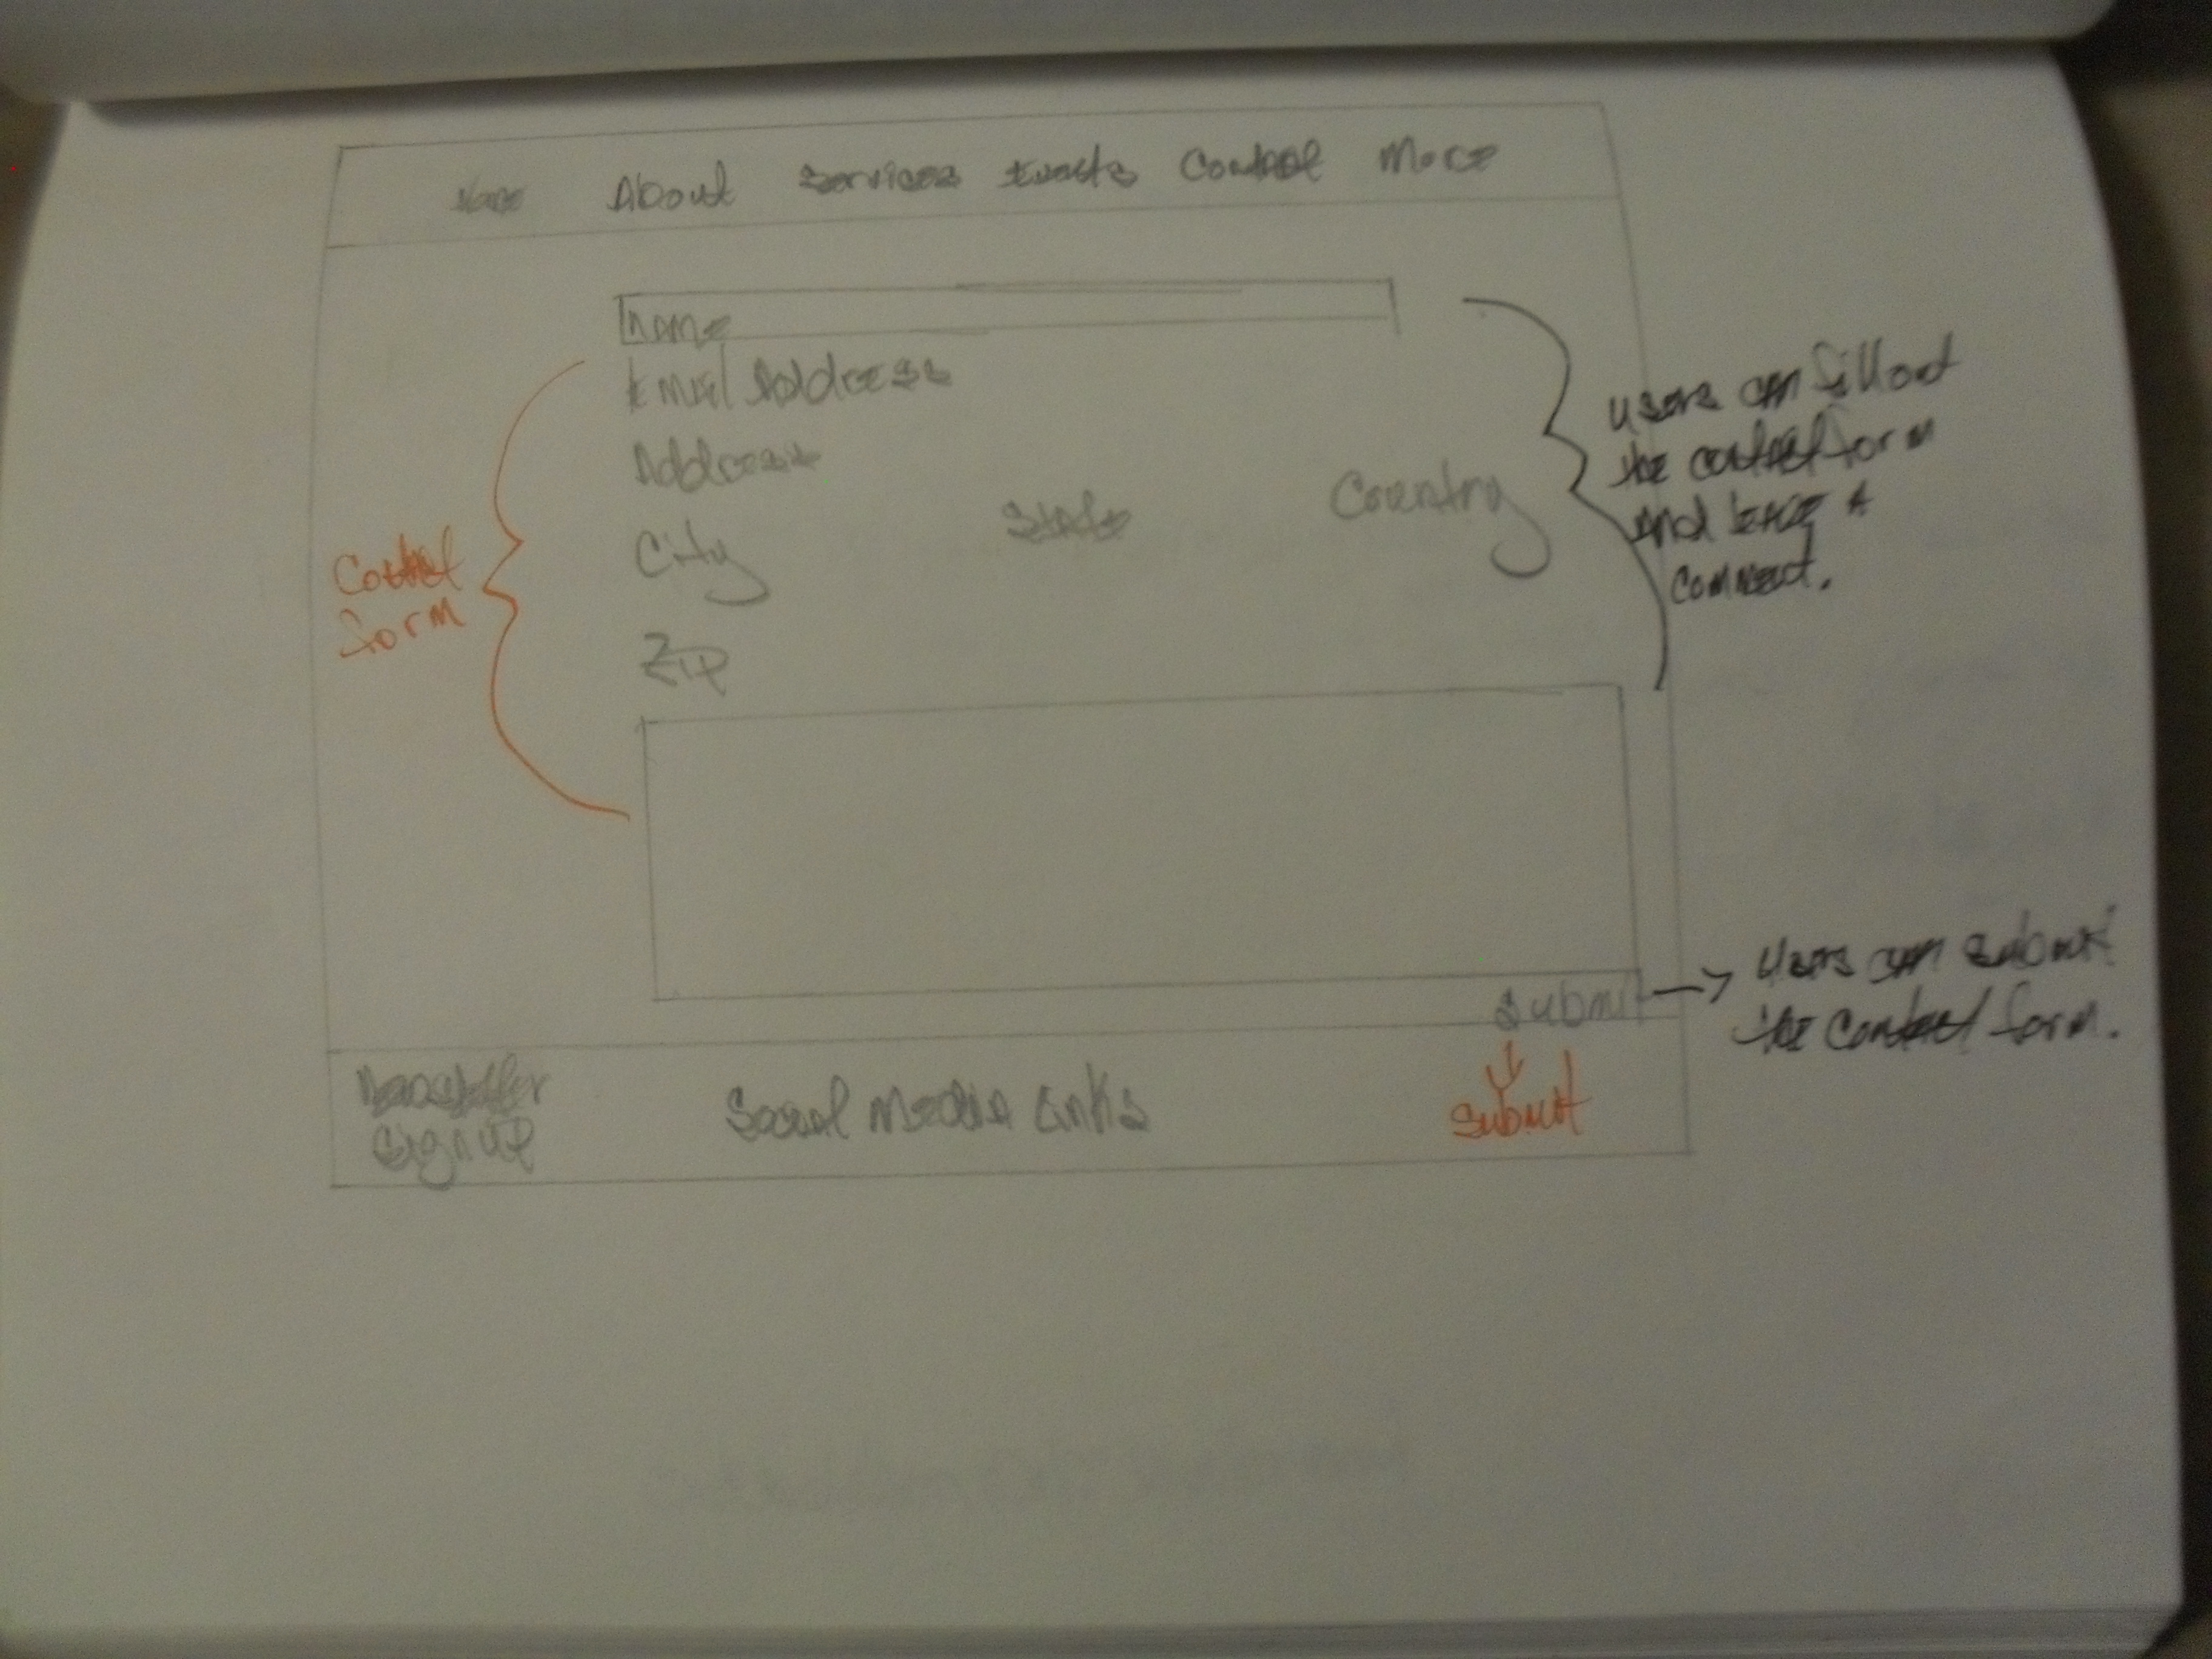 Home About Services Events Contact More
Name
Email Address
Address
City State Country
Zip
Contact
form
Users can fill out
the contact form
and leave a
comment.
Submit
Users can submit
the contact form.
Submit
Newsletter
Sign up
Social Media Links